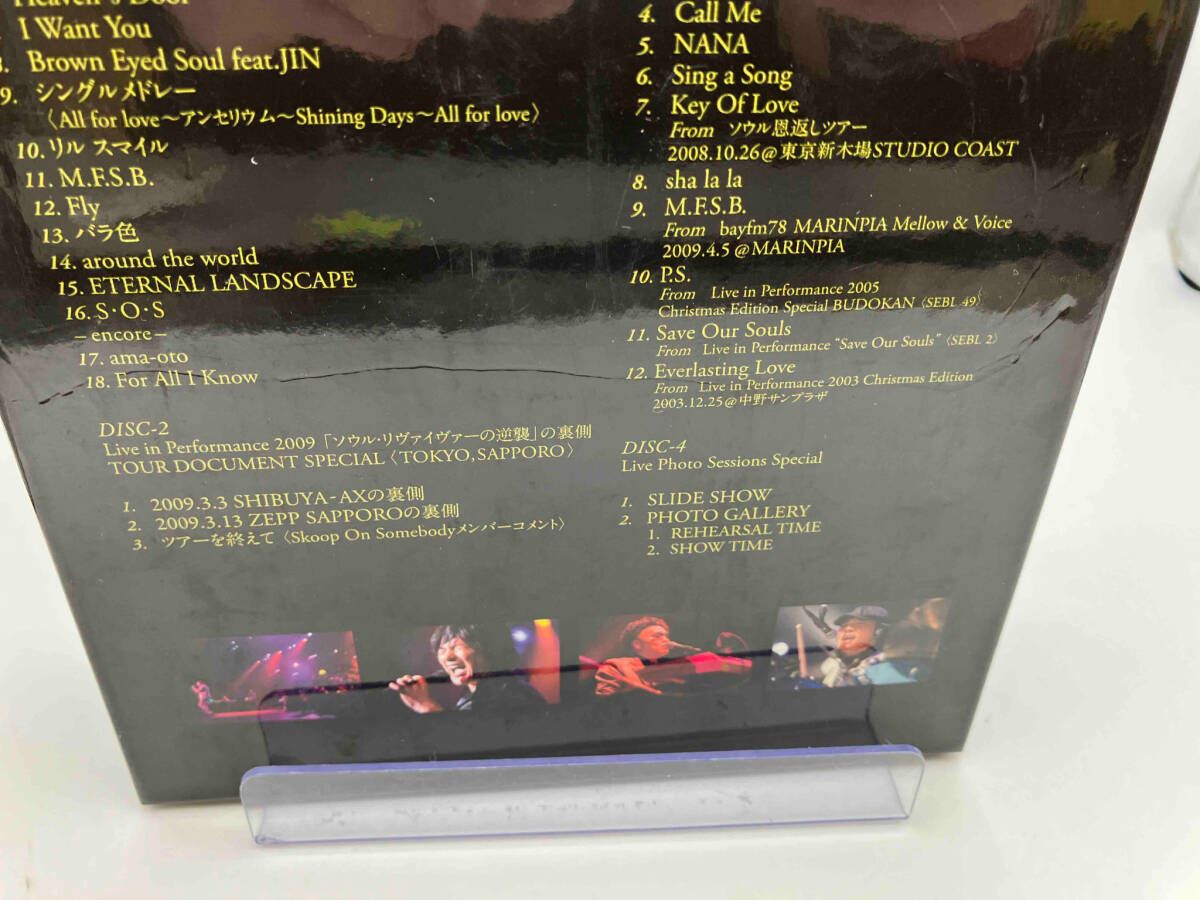 Heaven's Door
I Want You
8. Brown Eyed Soul feat.JIN
9. シングルメドレー
〈All for love～アンセリウム～Shining Days～All for love〉
10. リル スマイル
11. M.F.S.B.
12. Fly
13. バラ色
14. around the world
15. ETERNAL LANDSCAPE
16. S・O・S
–encore–
17. ama-oto
18. For All I Know
DISC-2
Live in Performance 2009「ソウル・リヴァイヴァーの逆襲」の裏側
TOUR DOCUMENT SPECIAL〈TOKYO, SAPPORO〉
1. 2009.3.3 SHIBUYA-AXの裏側
2. 2009.3.13 ZEPP SAPPOROの裏側
3. ツアーを終えて〈Skoop On Somebodyメンバーコメント〉
4. Call Me
5. NANA
6. Sing a Song
7. Key Of Love
From ソウル恩返しツアー
2008.10.26@東京新木場STUDIO COAST
8. sha la la
9. M.F.S.B.
From bayfm78 MARINPIA Mellow & Voice
2009.4.5 @MARINPIA
10. P.S.
From Live in Performance 2005
Christmas Edition Special BUDOKAN〈SEBL 49〉
11. Save Our Souls
From Live in Performance "Save Our Souls"〈SEBL 2〉
12. Everlasting Love
From Live in Performance 2003 Christmas Edition
2003.12.25@中野サンプラザ
DISC-4
Live Photo Sessions Special
1. SLIDE SHOW
2. PHOTO GALLERY
1. REHEARSAL TIME
2. SHOW TIME